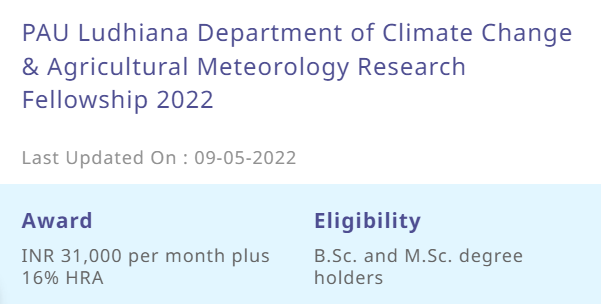 PAU Ludhiana Department of Climate Change
& Agricultural Meteorology Research
Fellowship 2022
Last Updated On : 09-05-2022
Award
INR 31,000 per month plus
16% HRA
Eligibility
B.Sc. and M.Sc. degree
holders